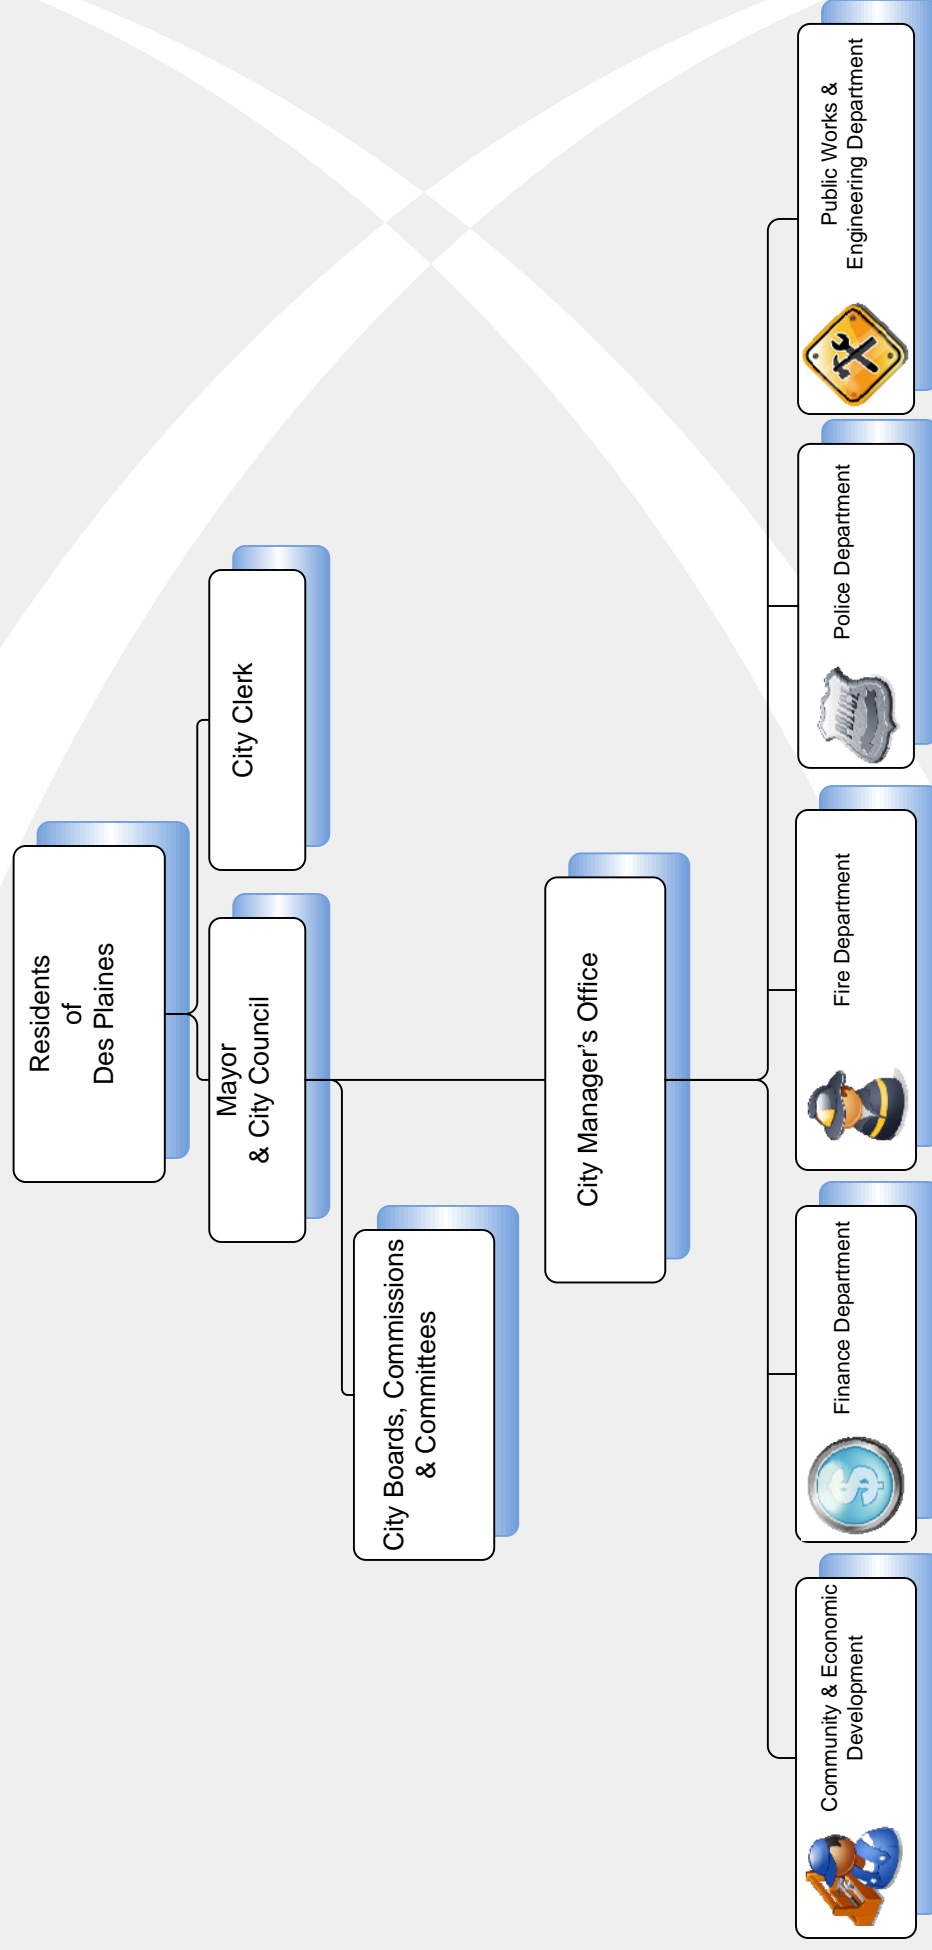 Residents
of
Des Plaines
Mayor
& City Council
City Clerk
City Boards, Commissions
& Committees
City Manager’s Office
Community & Economic
Development
Finance Department
Fire Department
Police Department
Public Works &
Engineering Department